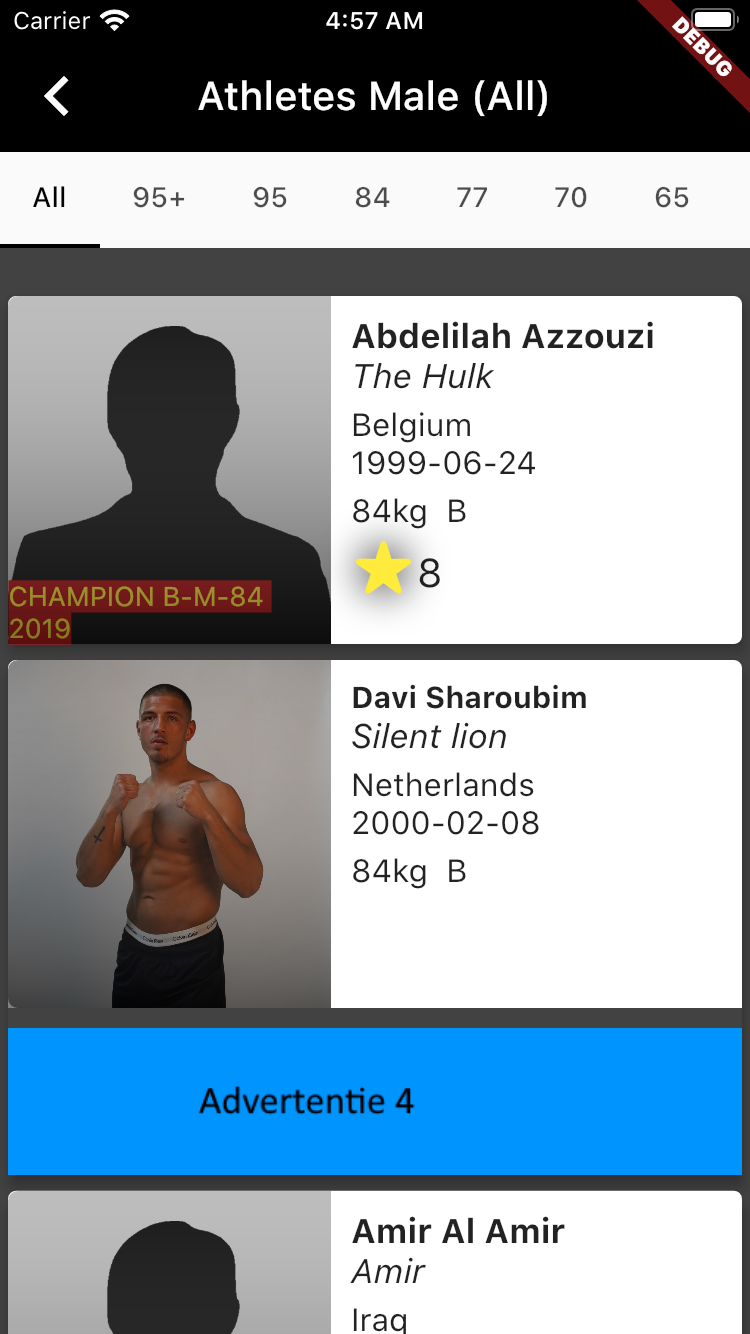 Carrier 4:57 AM
DEBUG
Athletes Male (All)
All 95+ 95 84 77 70 65
Abdelilah Azzouzi
The Hulk
Belgium
1999-06-24
84kg B
8
CHAMPION B-M-84
2019
Davi Sharoubim
Silent lion
Netherlands
2000-02-08
84kg B
Advertentie 4
Amir Al Amir
Amir
Iraq